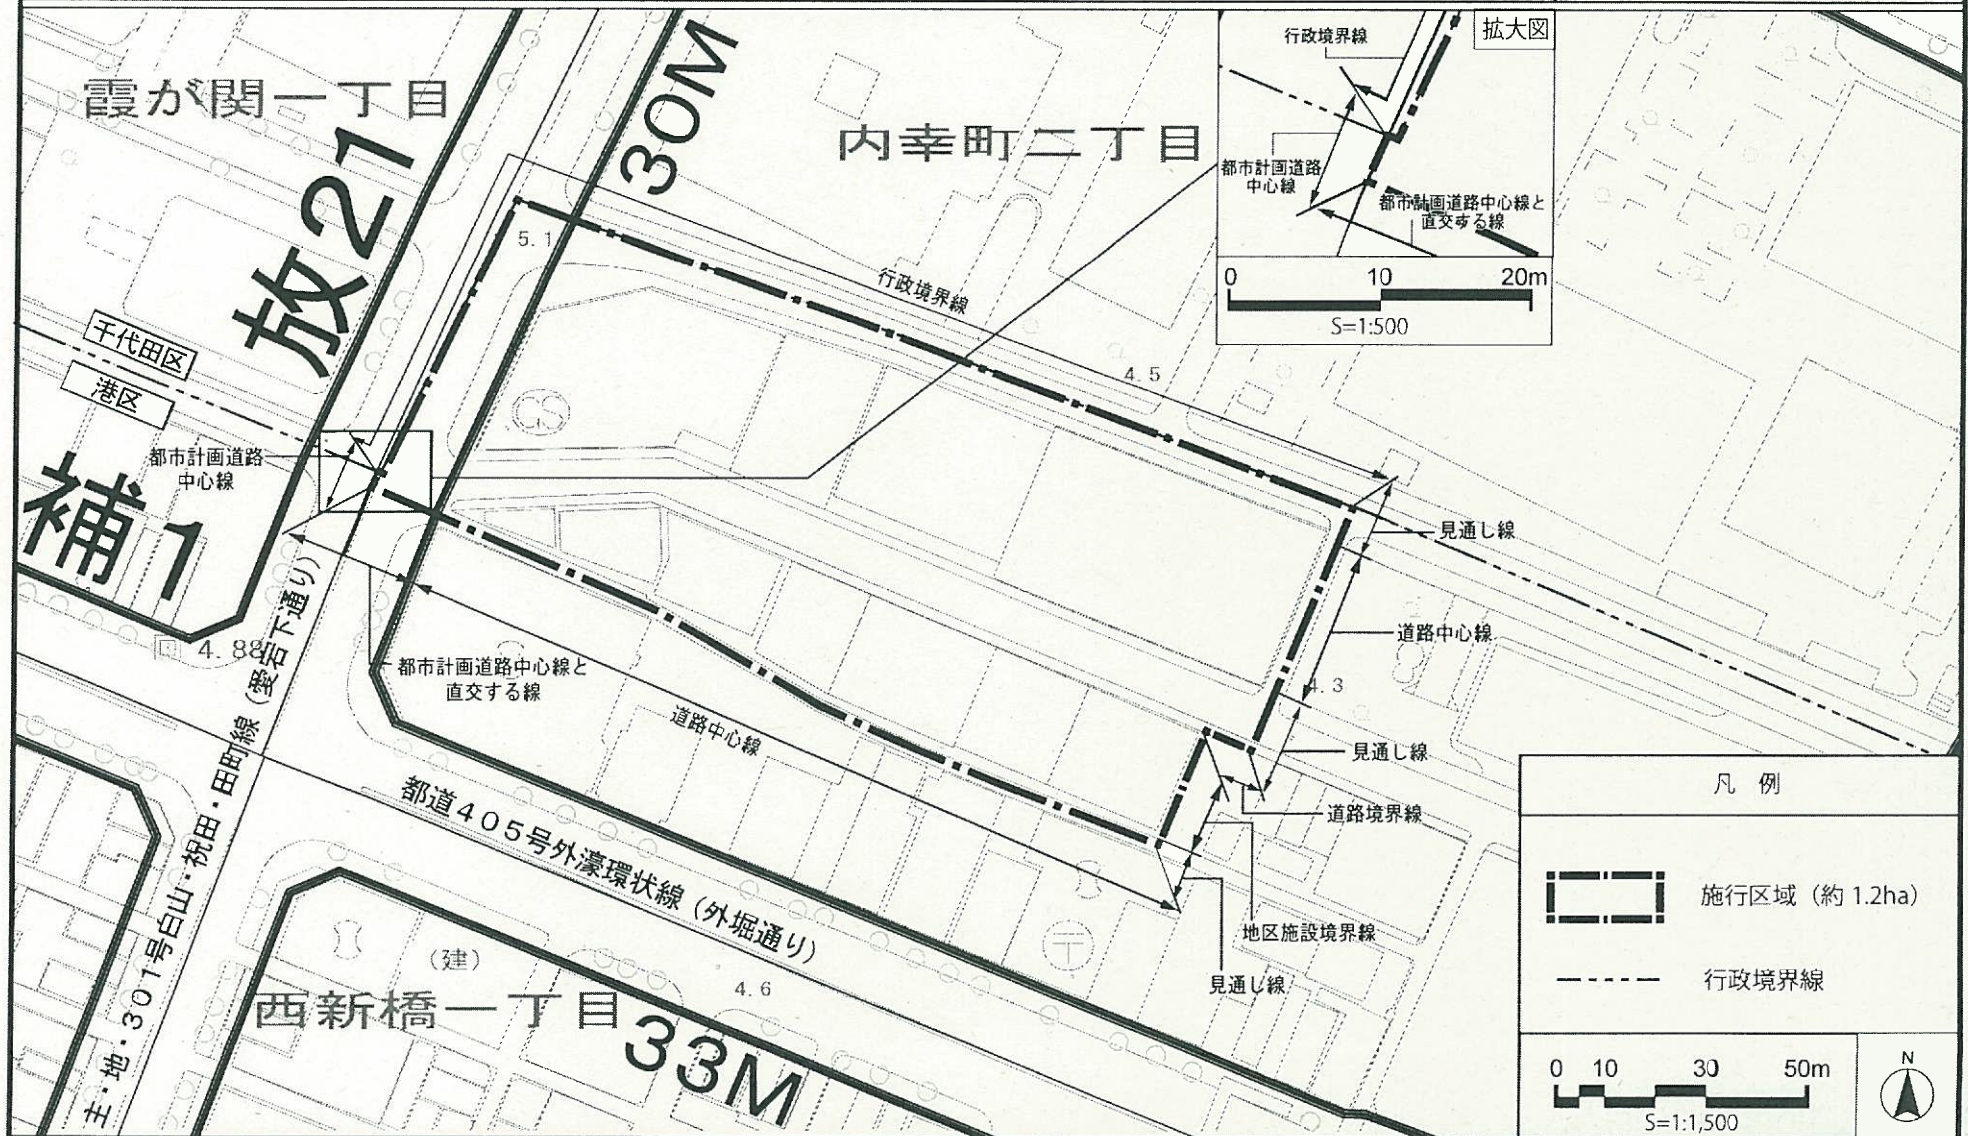 霞が関一丁目
放21
30M
内幸町二丁目
拡大図
行政境界線
都市計画道路
中心線
都市計画道路中心線と
直交する線
0 10 20m
S=1:500
5.1
行政境界線
4.5
千代田区
港区
補1
都市計画道路
中心線
見通し線
道路中心線
4.3
見通し線
道路境界線
地区施設境界線
見通し線
4.88
都市計画道路中心線と
直交する線
道路中心線
主・地・301号白山・祝田・田町線（愛宕下通り）
都道405号外濠環状線（外堀通り）
（建）
4.6
西新橋一丁目
33M
凡 例
施行区域（約 1.2ha）
行政境界線
0 10 30 50m
S=1:1,500
N